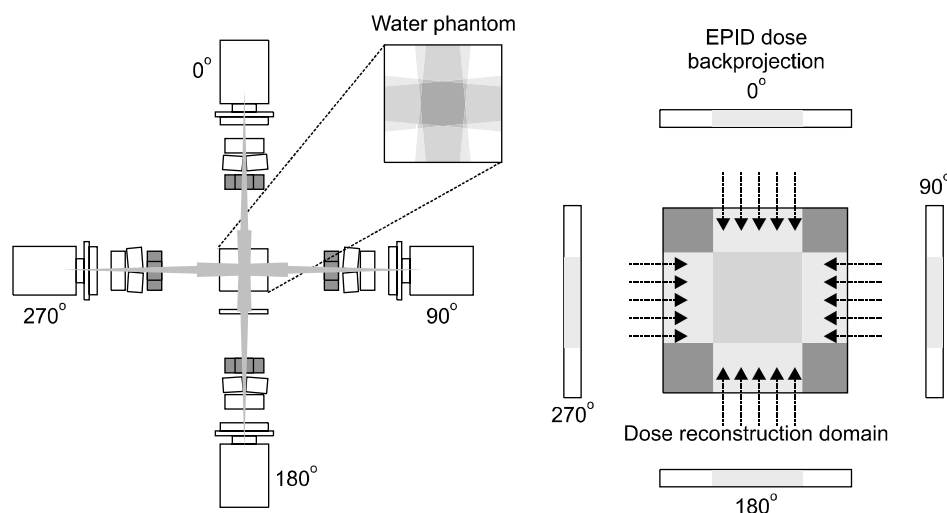 Water phantom
0°
270°
90°
180°
EPID dose
backprojection
0°
90°
270°
Dose reconstruction domain
180°